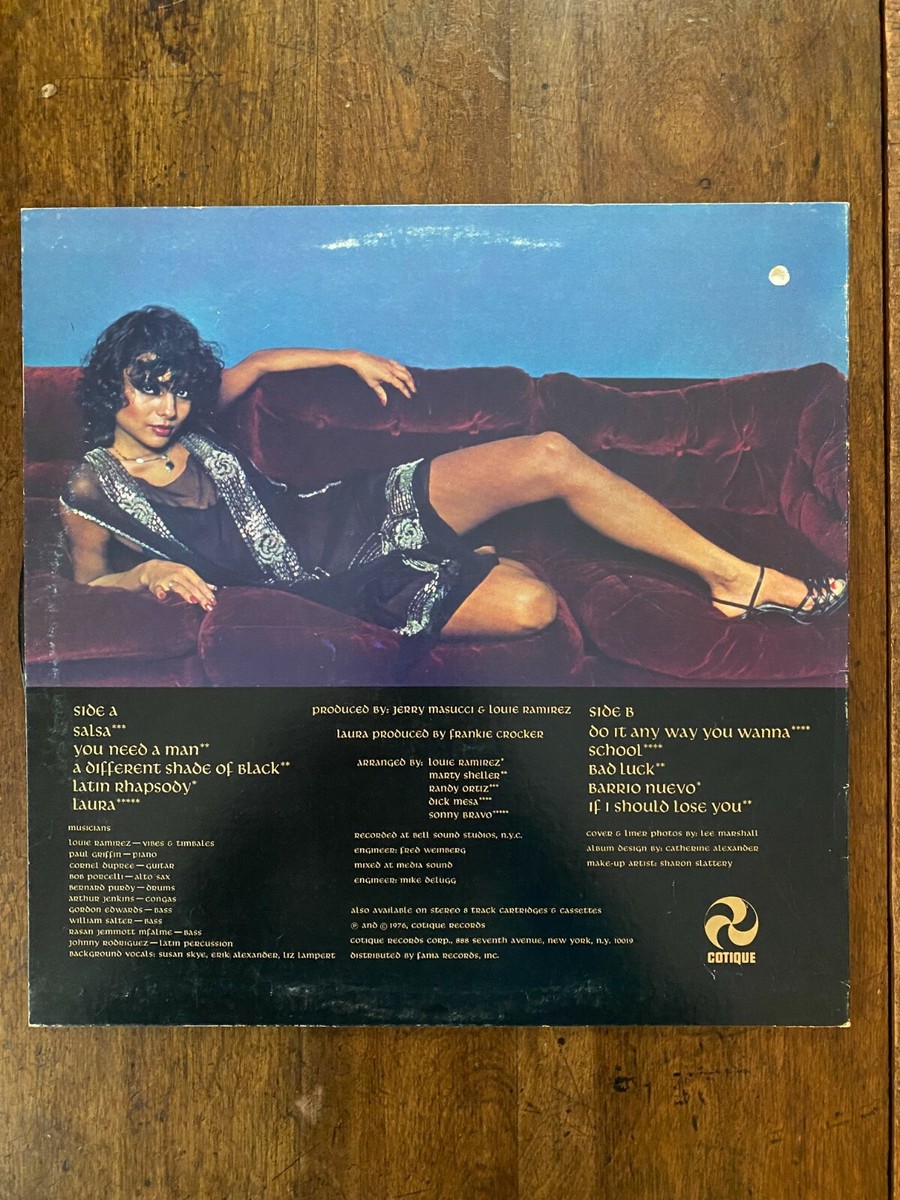 SIDE A
SALSA***
YOU NEED A MAN**
A DIFFERENT SHADE OF BLACK**
LATIN RHAPSODY*
LAURA*****
MUSICIANS
LOUIE RAMIREZ—VIBES & TIMBALES
PAUL GRIFFIN—PIANO
CORNEL DUPREE—GUITAR
BOB PORCELLI—ALTO SAX
BERNARD PURDY—DRUMS
ARTHUR JENKINS—CONGAS
GORDON EDWARDS—BASS
WILLIAM SALTER—BASS
RASAN JEMMOTT MFALME—BASS
JOHNNY RODRIGUEZ—LATIN PERCUSSION
BACKGROUND VOCALS: SUSAN SKYE, ERIK ALEXANDER, LIZ LAMPERT
PRODUCED BY: JERRY MASUCCI & LOUIE RAMIREZ
LAURA PRODUCED BY FRANKIE CROCKER
ARRANGED BY: LOUIE RAMIREZ*
MARTY SHELLER**
RANDY ORTIZ***
DICK MESA****
SONNY BRAVO*****
RECORDED AT BELL SOUND STUDIOS, N.Y.C.
ENGINEER: FRED WEINBERG
MIXED AT MEDIA SOUND
ENGINEER: MIKE DELUGG
ALSO AVAILABLE ON STEREO 8 TRACK CARTRIDGES & CASSETTES
℗ AND © 1976, COTIQUE RECORDS
COTIQUE RECORDS CORP., 888 SEVENTH AVENUE, NEW YORK, N.Y. 10019
DISTRIBUTED BY FANIA RECORDS, INC.
SIDE B
DO IT ANY WAY YOU WANNA****
SCHOOL****
BAD LUCK**
BARRIO NUEVO*
IF I SHOULD LOSE YOU**
COVER & LINER PHOTOS BY: LEE MARSHALL
ALBUM DESIGN BY: CATHERINE ALEXANDER
MAKE-UP ARTIST: SHARON SLATTERY
COTIQUE